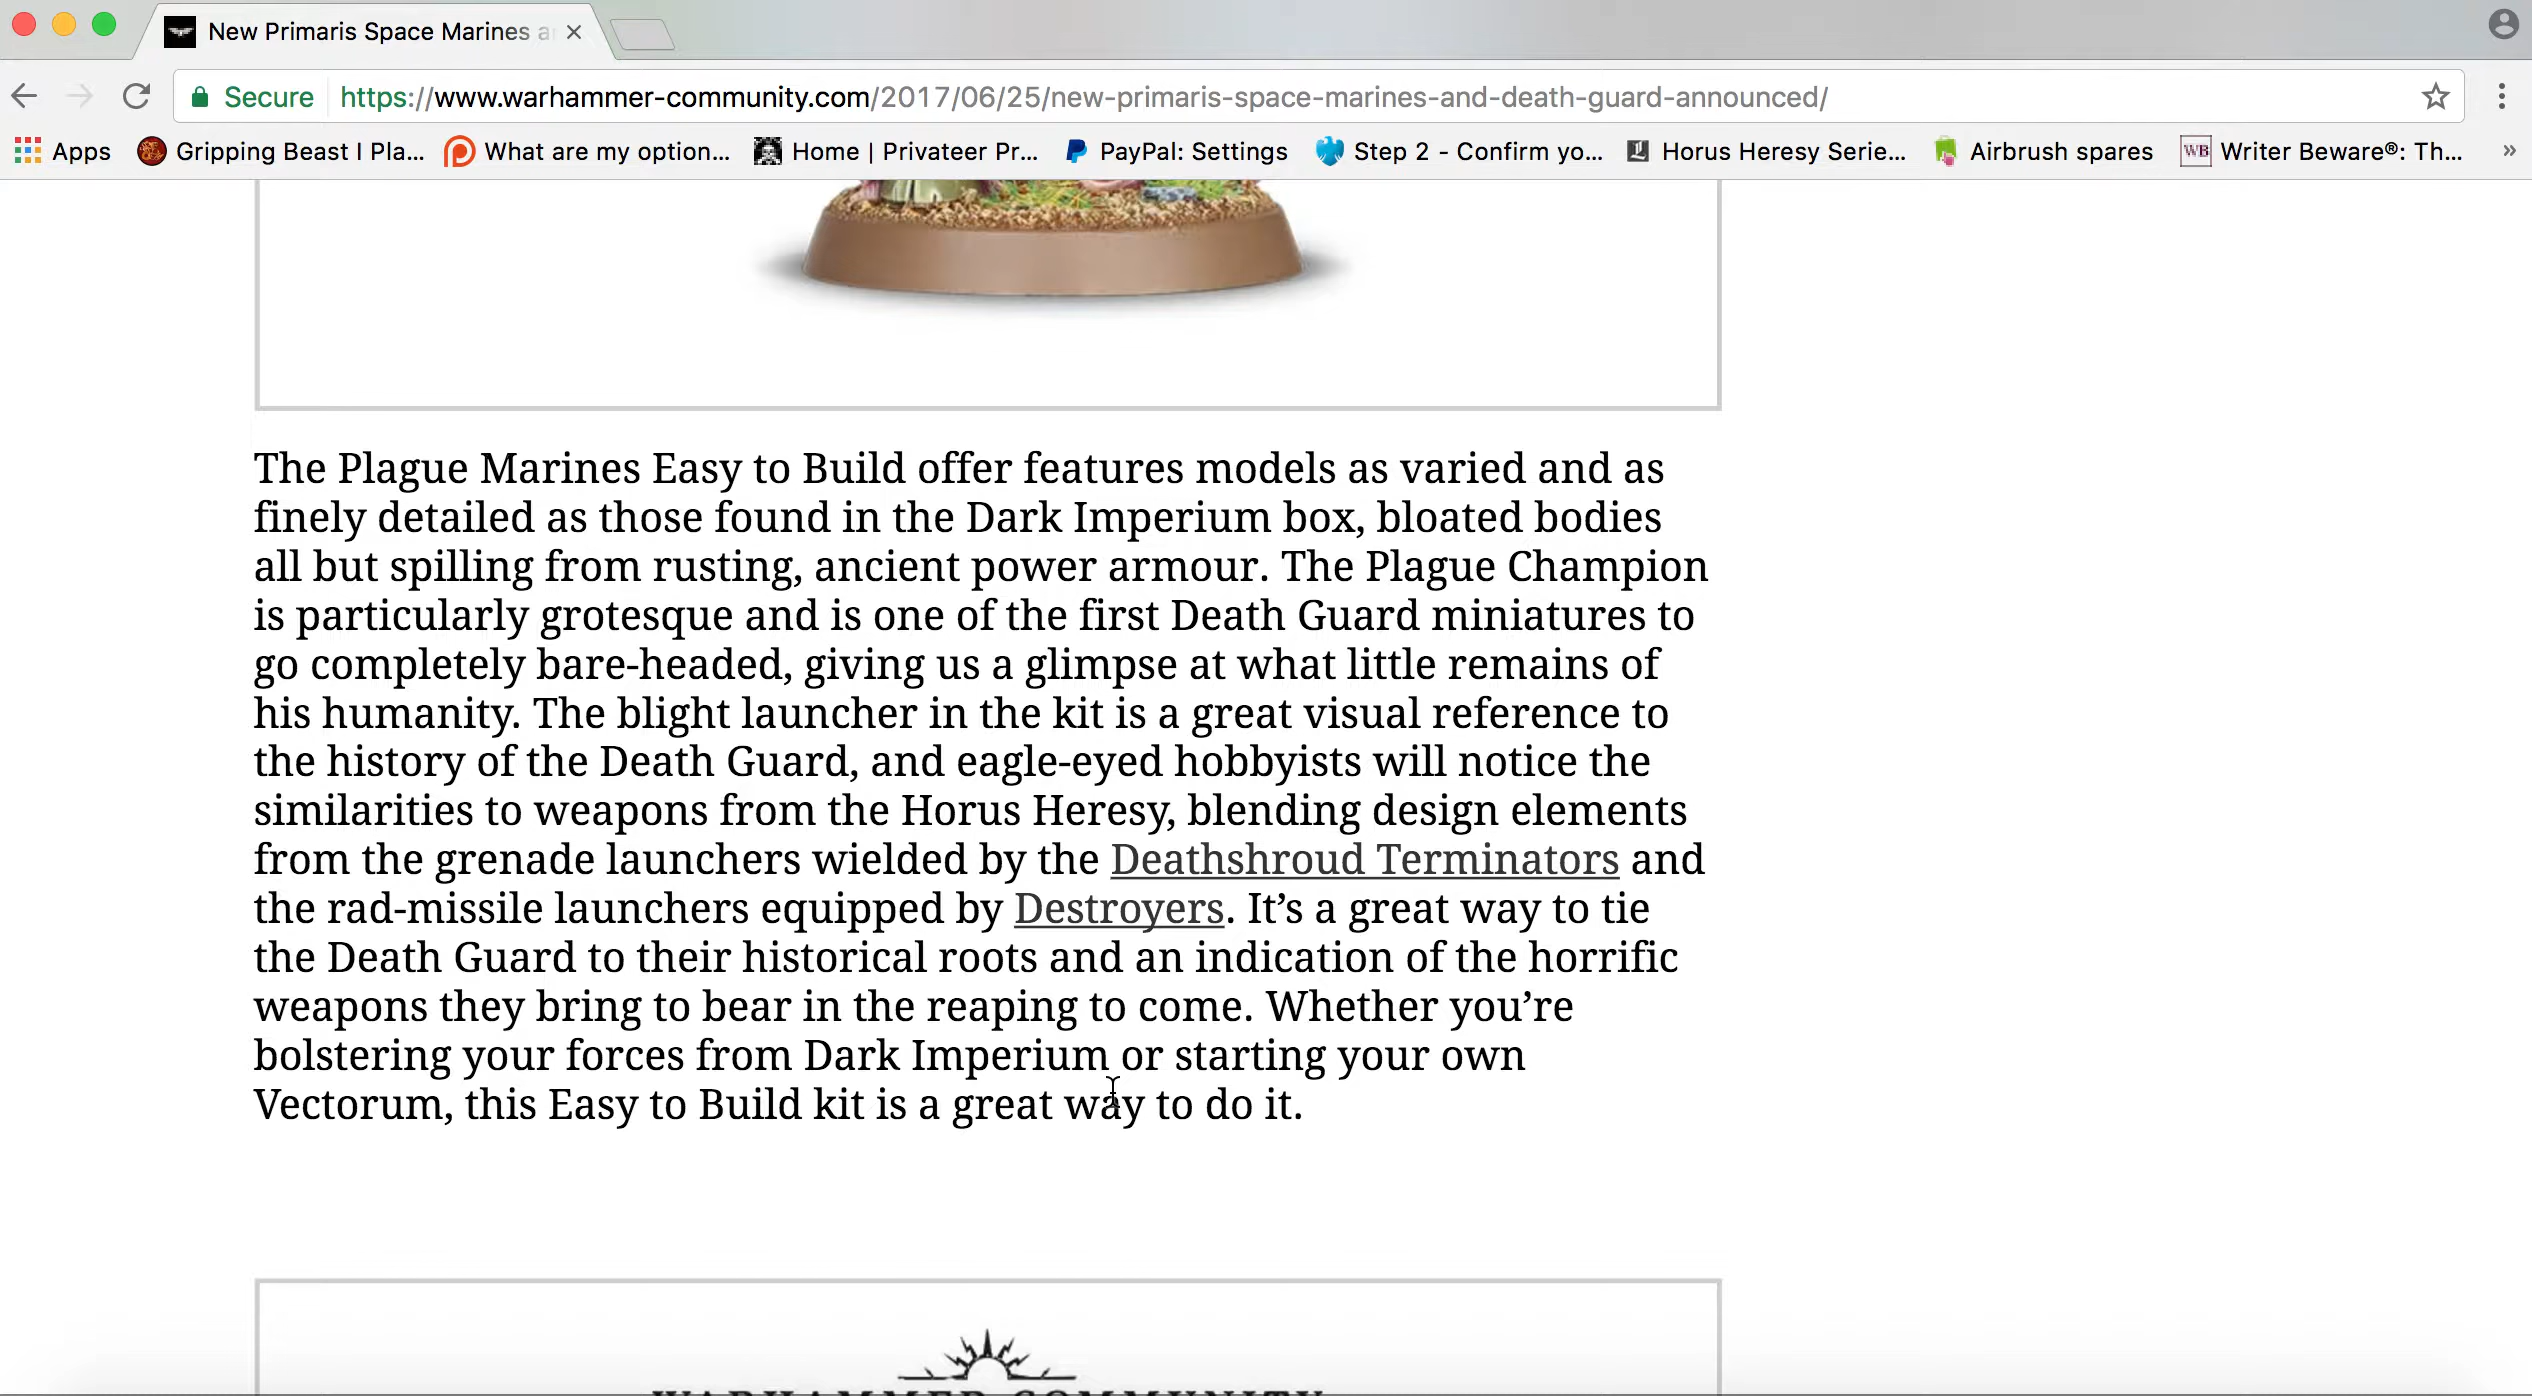 New Primaris Space Marines a
Secure https://www.warhammer-community.com/2017/06/25/new-primaris-space-marines-and-death-guard-announced/
Apps Gripping Beast I Pla... What are my option... Home | Privateer Pr... PayPal: Settings Step 2 - Confirm yo... Horus Heresy Serie... Airbrush spares WB Writer Beware®: Th... »
The Plague Marines Easy to Build offer features models as varied and as
finely detailed as those found in the Dark Imperium box, bloated bodies
all but spilling from rusting, ancient power armour. The Plague Champion
is particularly grotesque and is one of the first Death Guard miniatures to
go completely bare-headed, giving us a glimpse at what little remains of
his humanity. The blight launcher in the kit is a great visual reference to
the history of the Death Guard, and eagle-eyed hobbyists will notice the
similarities to weapons from the Horus Heresy, blending design elements
from the grenade launchers wielded by the Deathshroud Terminators and
the rad-missile launchers equipped by Destroyers. It’s a great way to tie
the Death Guard to their historical roots and an indication of the horrific
weapons they bring to bear in the reaping to come. Whether you’re
bolstering your forces from Dark Imperium or starting your own
Vectorum, this Easy to Build kit is a great way to do it.
WARHAMMER COMMUNITY